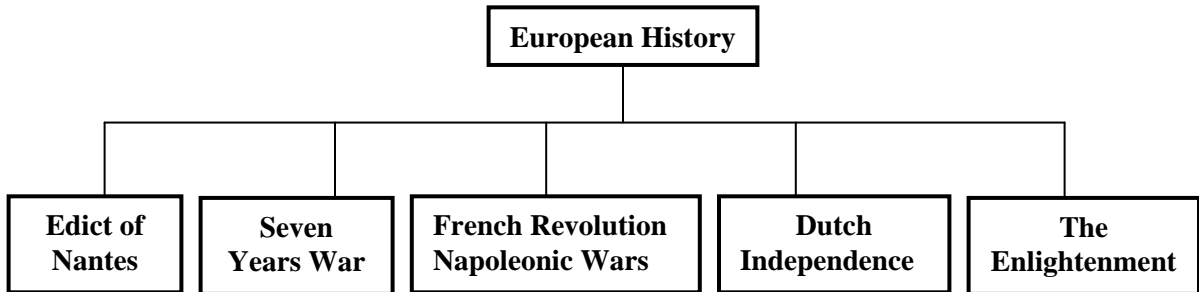 European History
Edict of
Nantes
Seven
Years War
French Revolution
Napoleonic Wars
Dutch
Independence
The
Enlightenment